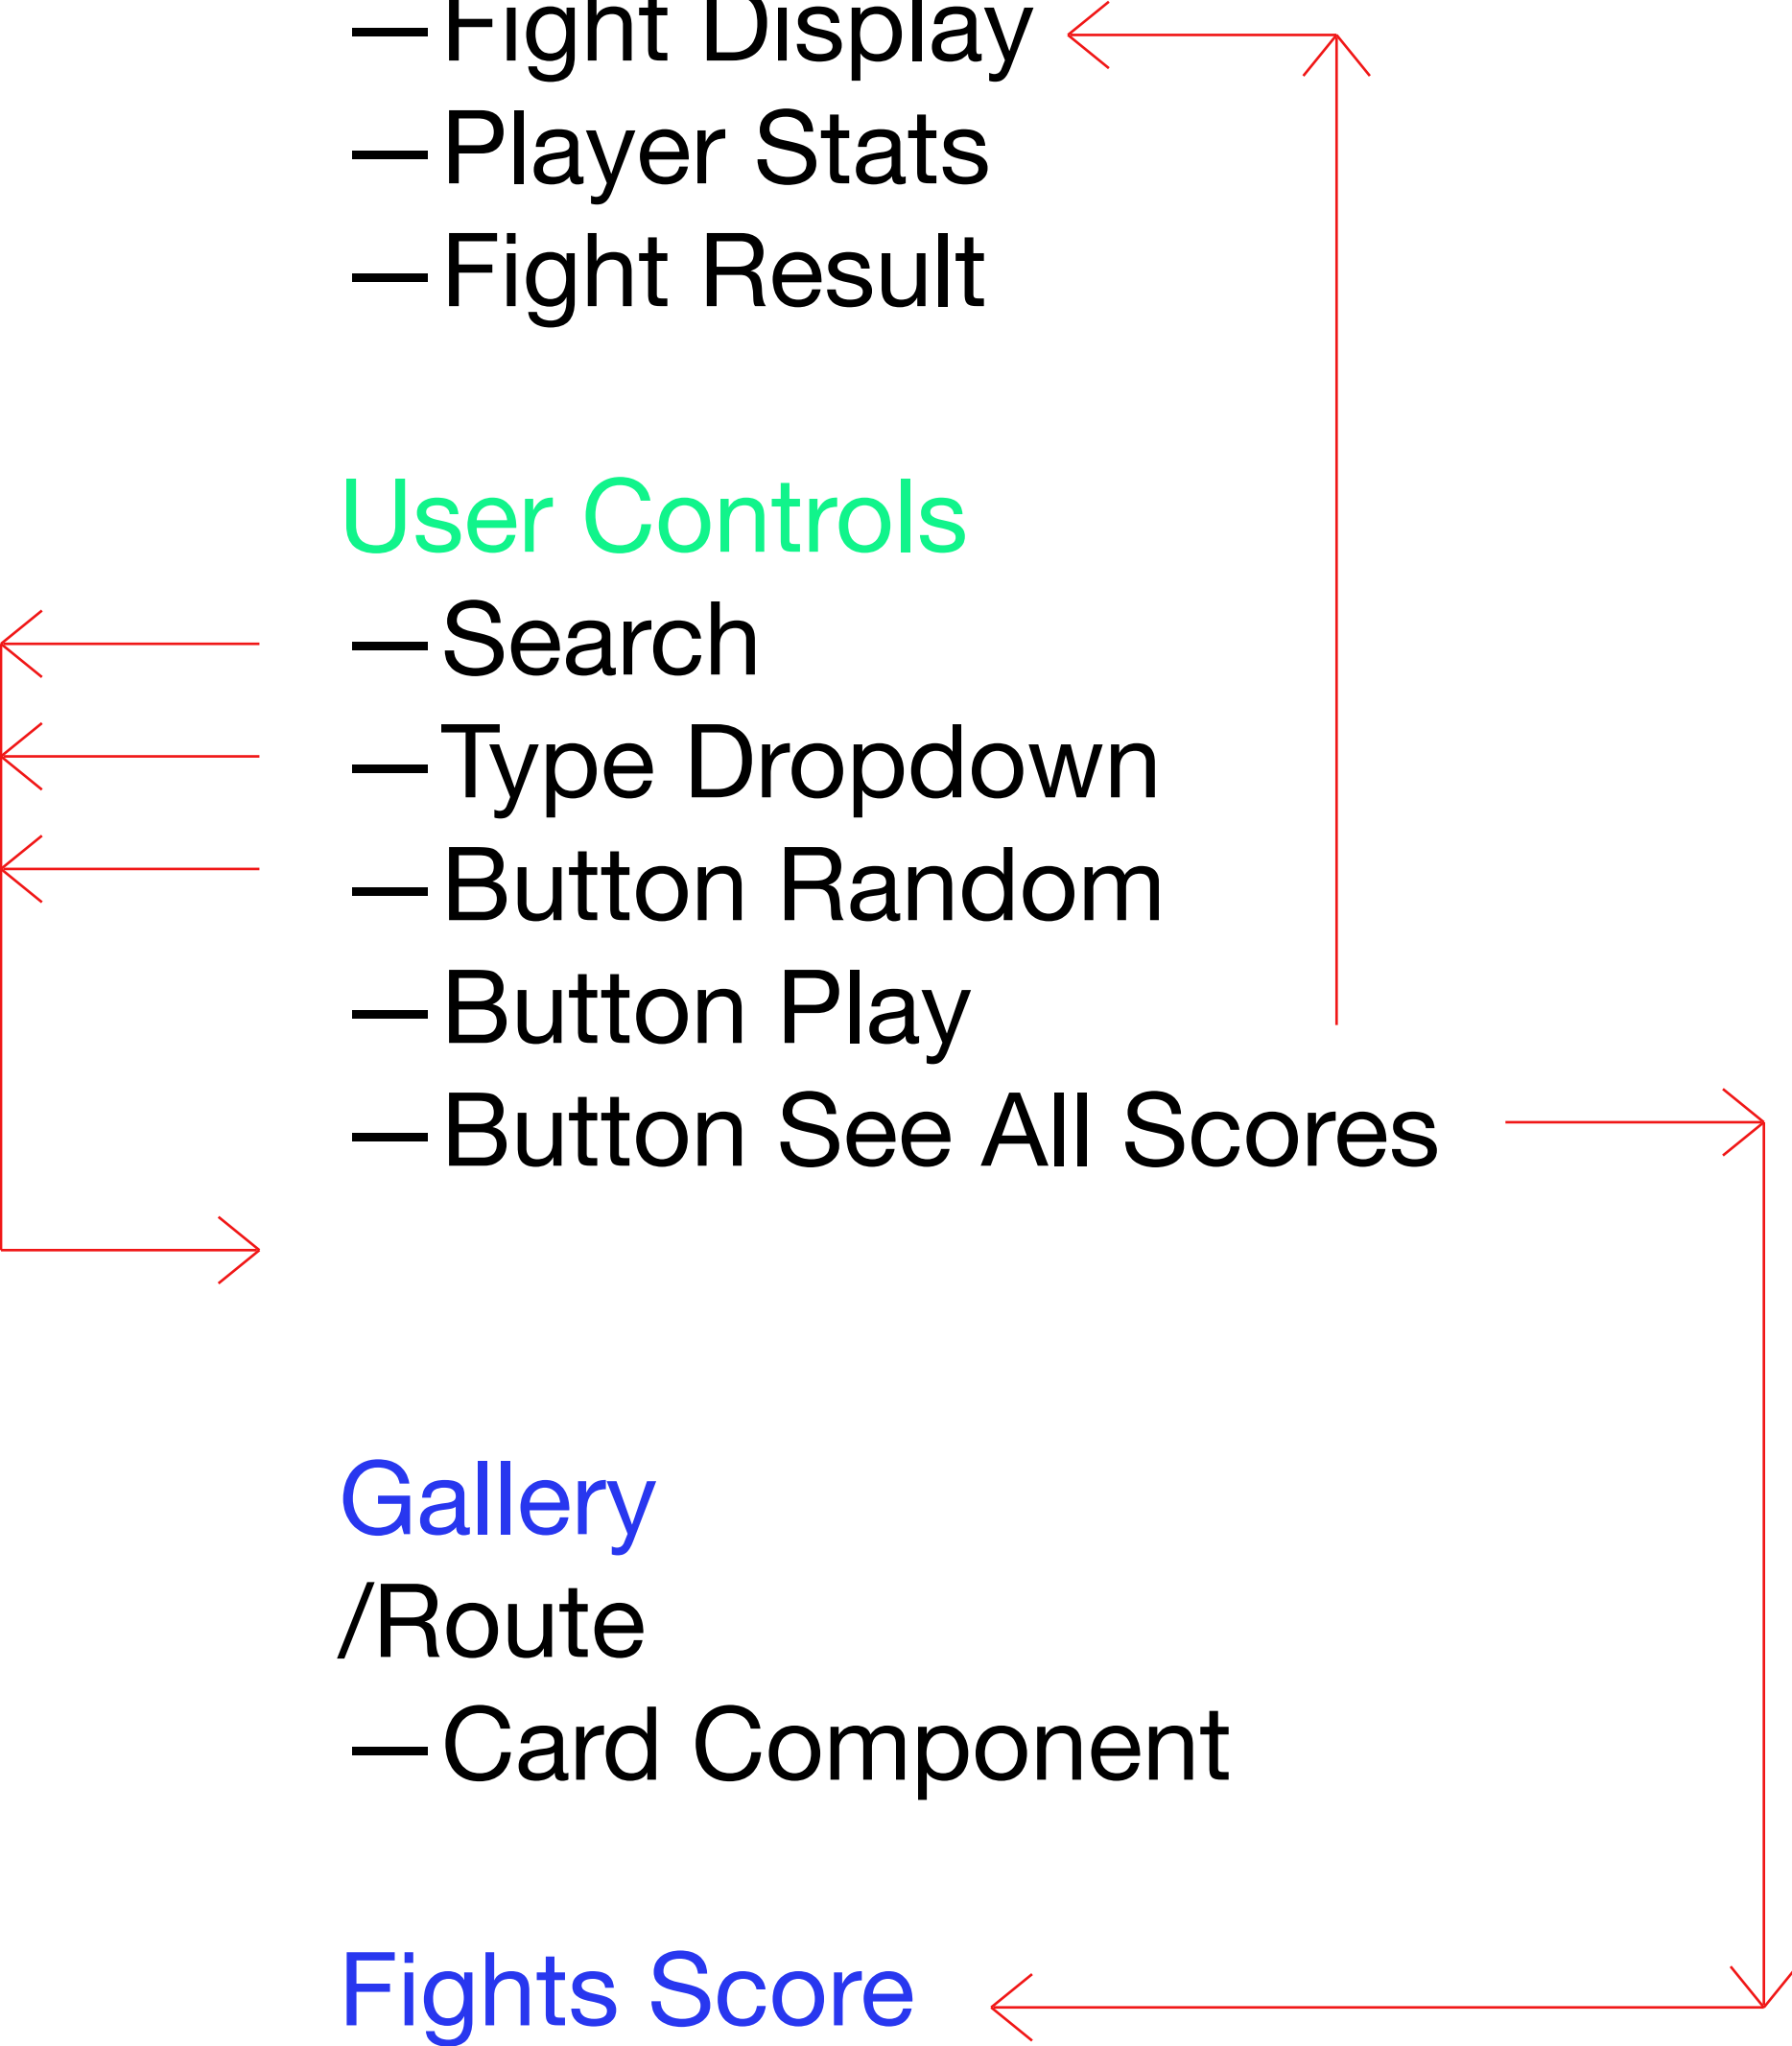 —Fight Display
—Player Stats
—Fight Result
User Controls
—Search
—Type Dropdown
—Button Random
—Button Play
—Button See All Scores
Gallery
/Route
—Card Component
Fights Score